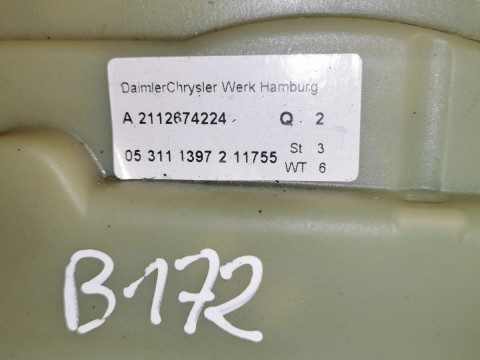 DaimlerChrysler Werk Hamburg
A 2112674224 Q 2
05 311 1397 2 11755 St 3
WT 6
B172